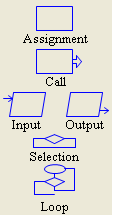 Assignment
Call
Input Output
Selection
Loop